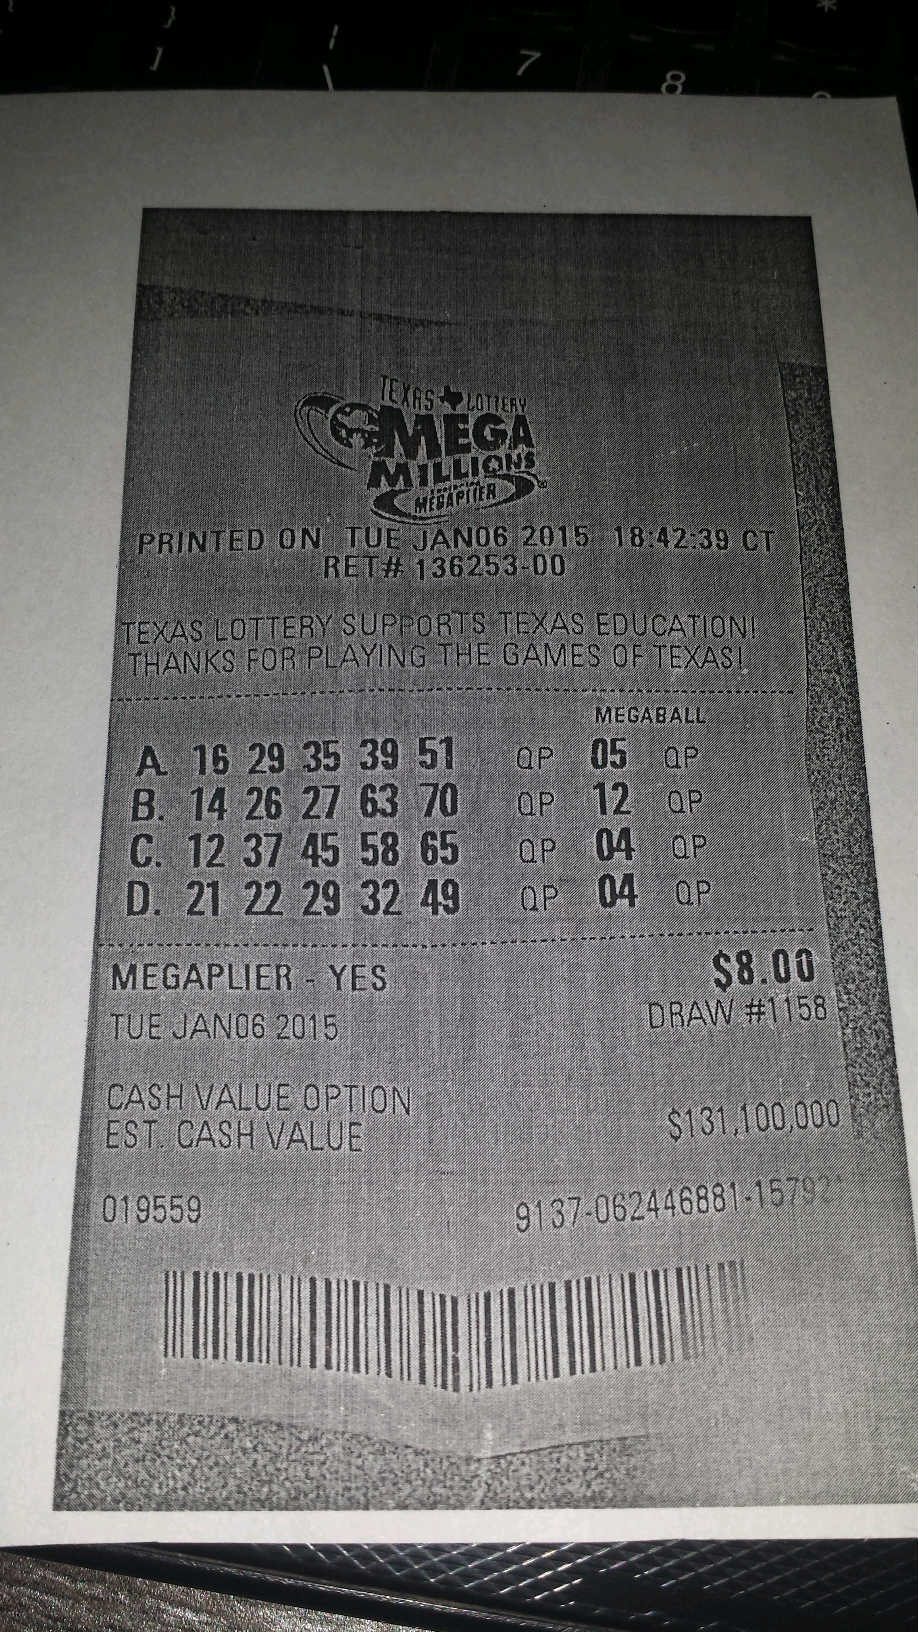 }
]
\
7
8
*
TEXAS LOTTERY
MEGA
MILLIONS
MEGAPLIER
PRINTED ON TUE JAN06 2015 18:42:39 CT
RET# 136253-00
TEXAS LOTTERY SUPPORTS TEXAS EDUCATION!
THANKS FOR PLAYING THE GAMES OF TEXAS!
MEGABALL
A. 16 29 35 39 51 QP 05 QP
B. 14 26 27 63 70 QP 12 QP
C. 12 37 45 58 65 QP 04 QP
D. 21 22 29 32 49 QP 04 QP
MEGAPLIER - YES $8.00
TUE JAN06 2015 DRAW #1158
CASH VALUE OPTION
EST. CASH VALUE $131,100,000
019559 9137-062446881-